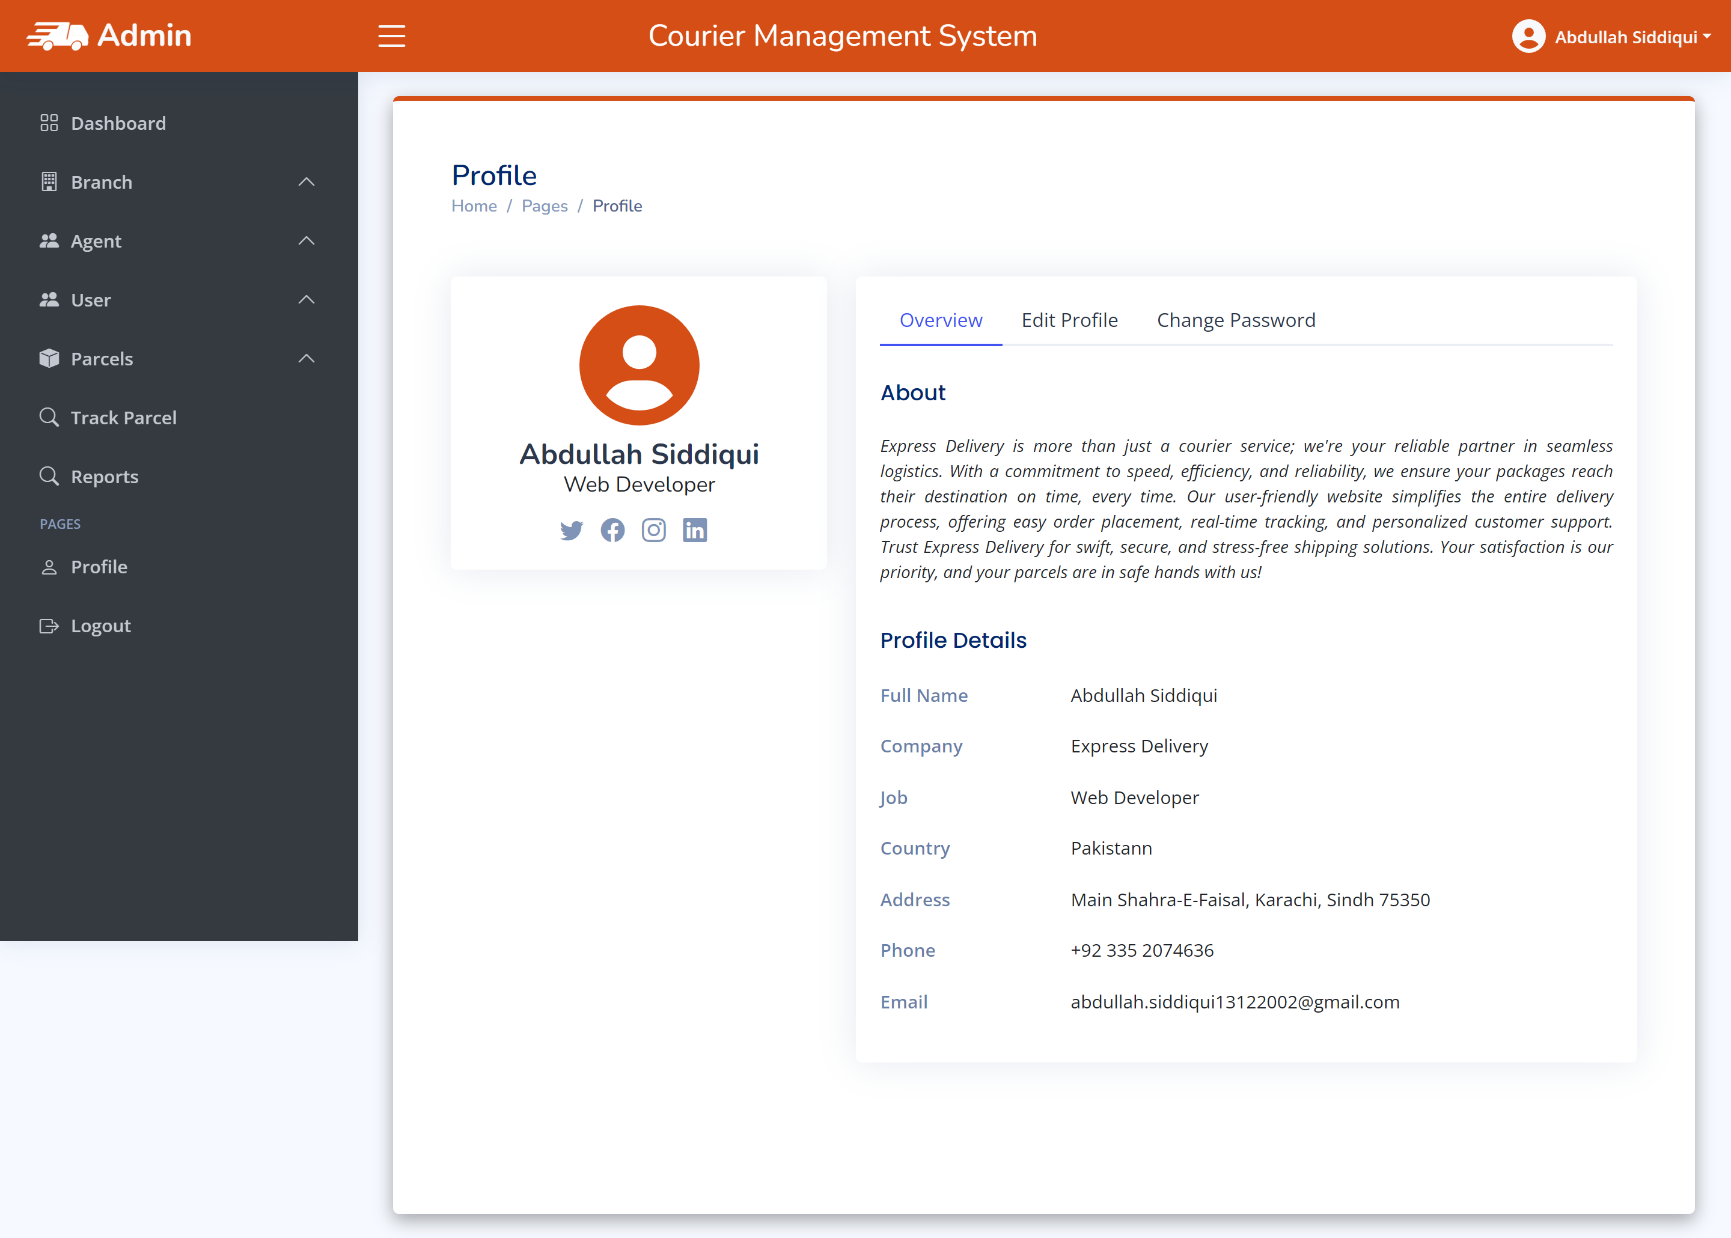 Admin
Courier Management System
Abdullah Siddiqui
Dashboard
Branch
Agent
User
Parcels
Track Parcel
Reports
PAGES
Profile
Logout
Profile
Home / Pages / Profile
Abdullah Siddiqui
Web Developer
Overview Edit Profile Change Password
About
Express Delivery is more than just a courier service; we're your reliable partner in seamless
logistics. With a commitment to speed, efficiency, and reliability, we ensure your packages reach
their destination on time, every time. Our user-friendly website simplifies the entire delivery
process, offering easy order placement, real-time tracking, and personalized customer support.
Trust Express Delivery for swift, secure, and stress-free shipping solutions. Your satisfaction is our
priority, and your parcels are in safe hands with us!
Profile Details
Full Name Abdullah Siddiqui
Company Express Delivery
Job Web Developer
Country Pakistann
Address Main Shahra-E-Faisal, Karachi, Sindh 75350
Phone +92 335 2074636
Email abdullah.siddiqui13122002@gmail.com